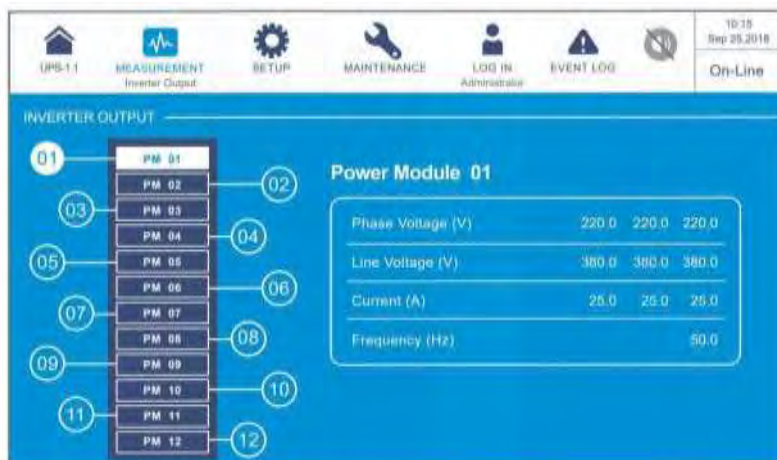 10:15
Sep 25,2018
UPS-1.1
MEASUREMENT
SETUP
MAINTENANCE
LOG IN
EVENT LOG
On-Line
Inverter Output
Administrator
INVERTER OUTPUT
01
PM 01
PM 02
02
03
PM 03
PM 04
04
05
PM 05
PM 06
06
07
PM 07
PM 08
08
09
PM 09
PM 10
10
11
PM 11
PM 12
12
Power Module 01
Phase Voltage (V) 220.0 220.0 220.0
Line Voltage (V) 380.0 380.0 380.0
Current (A) 25.0 25.0 25.0
Frequency (Hz) 50.0